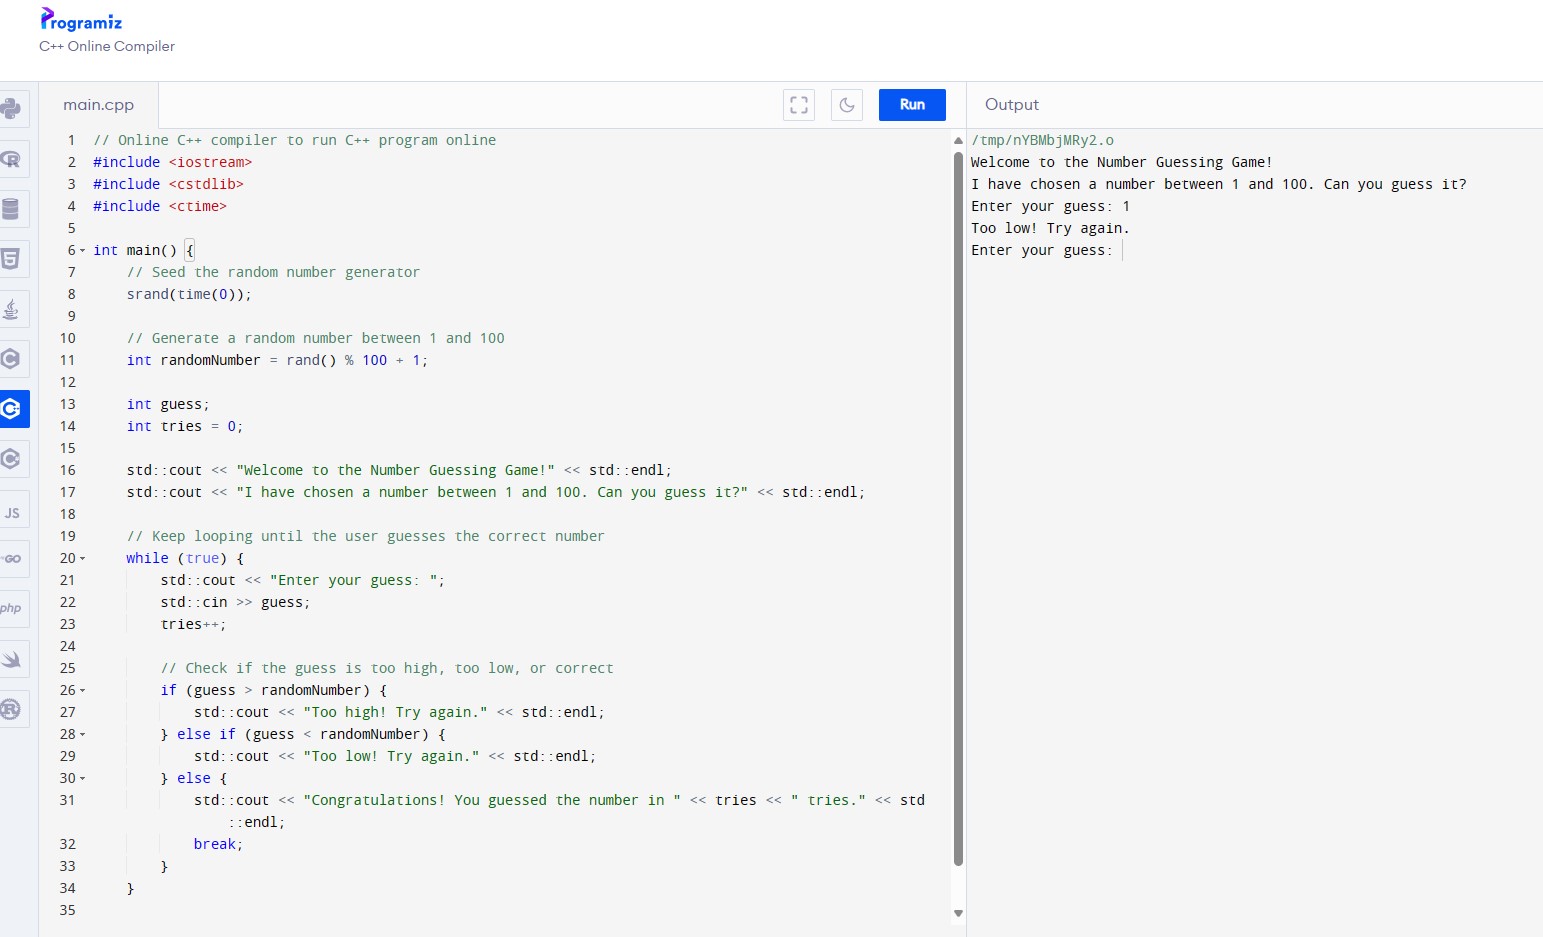 Programiz
C++ Online Compiler
main.cpp
Run
Output
1 // Online C++ compiler to run C++ program online
2 #include <iostream>
3 #include <cstdlib>
4 #include <ctime>
5
6 int main() {
7     // Seed the random number generator
8     srand(time(0));
9
10     // Generate a random number between 1 and 100
11     int randomNumber = rand() % 100 + 1;
12
13     int guess;
14     int tries = 0;
15
16     std::cout << "Welcome to the Number Guessing Game!" << std::endl;
17     std::cout << "I have chosen a number between 1 and 100. Can you guess it?" << std::endl;
18
19     // Keep looping until the user guesses the correct number
20     while (true) {
21         std::cout << "Enter your guess: ";
22         std::cin >> guess;
23         tries++;
24
25         // Check if the guess is too high, too low, or correct
26         if (guess > randomNumber) {
27             std::cout << "Too high! Try again." << std::endl;
28         } else if (guess < randomNumber) {
29             std::cout << "Too low! Try again." << std::endl;
30         } else {
31             std::cout << "Congratulations! You guessed the number in " << tries << " tries." << std
::endl;
32             break;
33         }
34     }
35
/tmp/nYBMbjMRy2.o
Welcome to the Number Guessing Game!
I have chosen a number between 1 and 100. Can you guess it?
Enter your guess: 1
Too low! Try again.
Enter your guess:
R
5
C
C
JS
GO
php
R